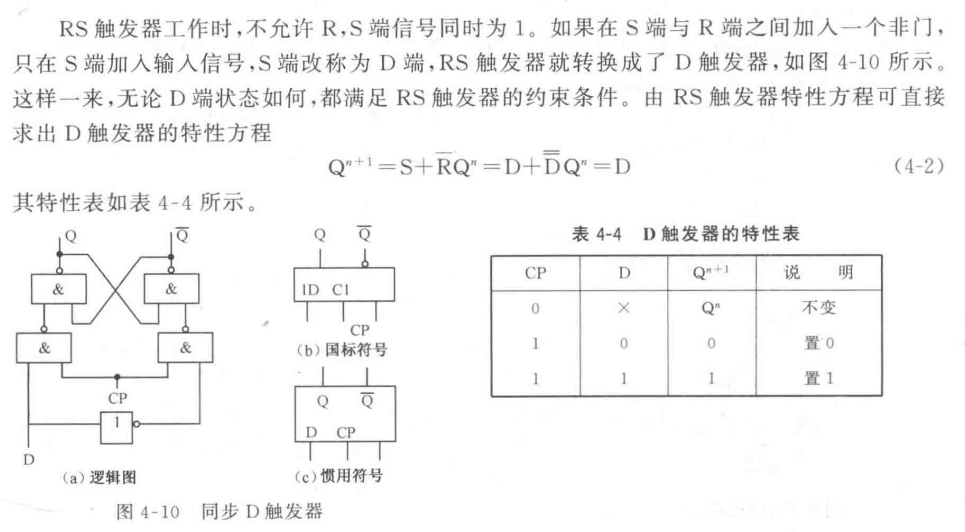 RS 触发器工作时,不允许 R,S 端信号同时为 1。如果在 S 端与 R 端之间加入一个非门,
只在 S 端加入输入信号,S 端改称为 D 端,RS 触发器就转换成了 D 触发器,如图 4-10 所示。
这样一来,无论 D 端状态如何,都满足 RS 触发器的约束条件。由 RS 触发器特性方程可直接
求出 D 触发器的特性方程
Qⁿ⁺¹=S+R̅Qⁿ=D+D̿Qⁿ=D (4-2)
其特性表如表 4-4 所示。
Q Q̅
& &
& &
CP
1
D
(a) 逻辑图
Q Q̅
1D C1
CP
(b) 国标符号
Q Q̅
D CP
(c) 惯用符号
图 4-10 同步 D 触发器
表 4-4 D 触发器的特性表
CP D Qⁿ⁺¹ 说 明
0 × Qⁿ 不变
1 0 0 置 0
1 1 1 置 1